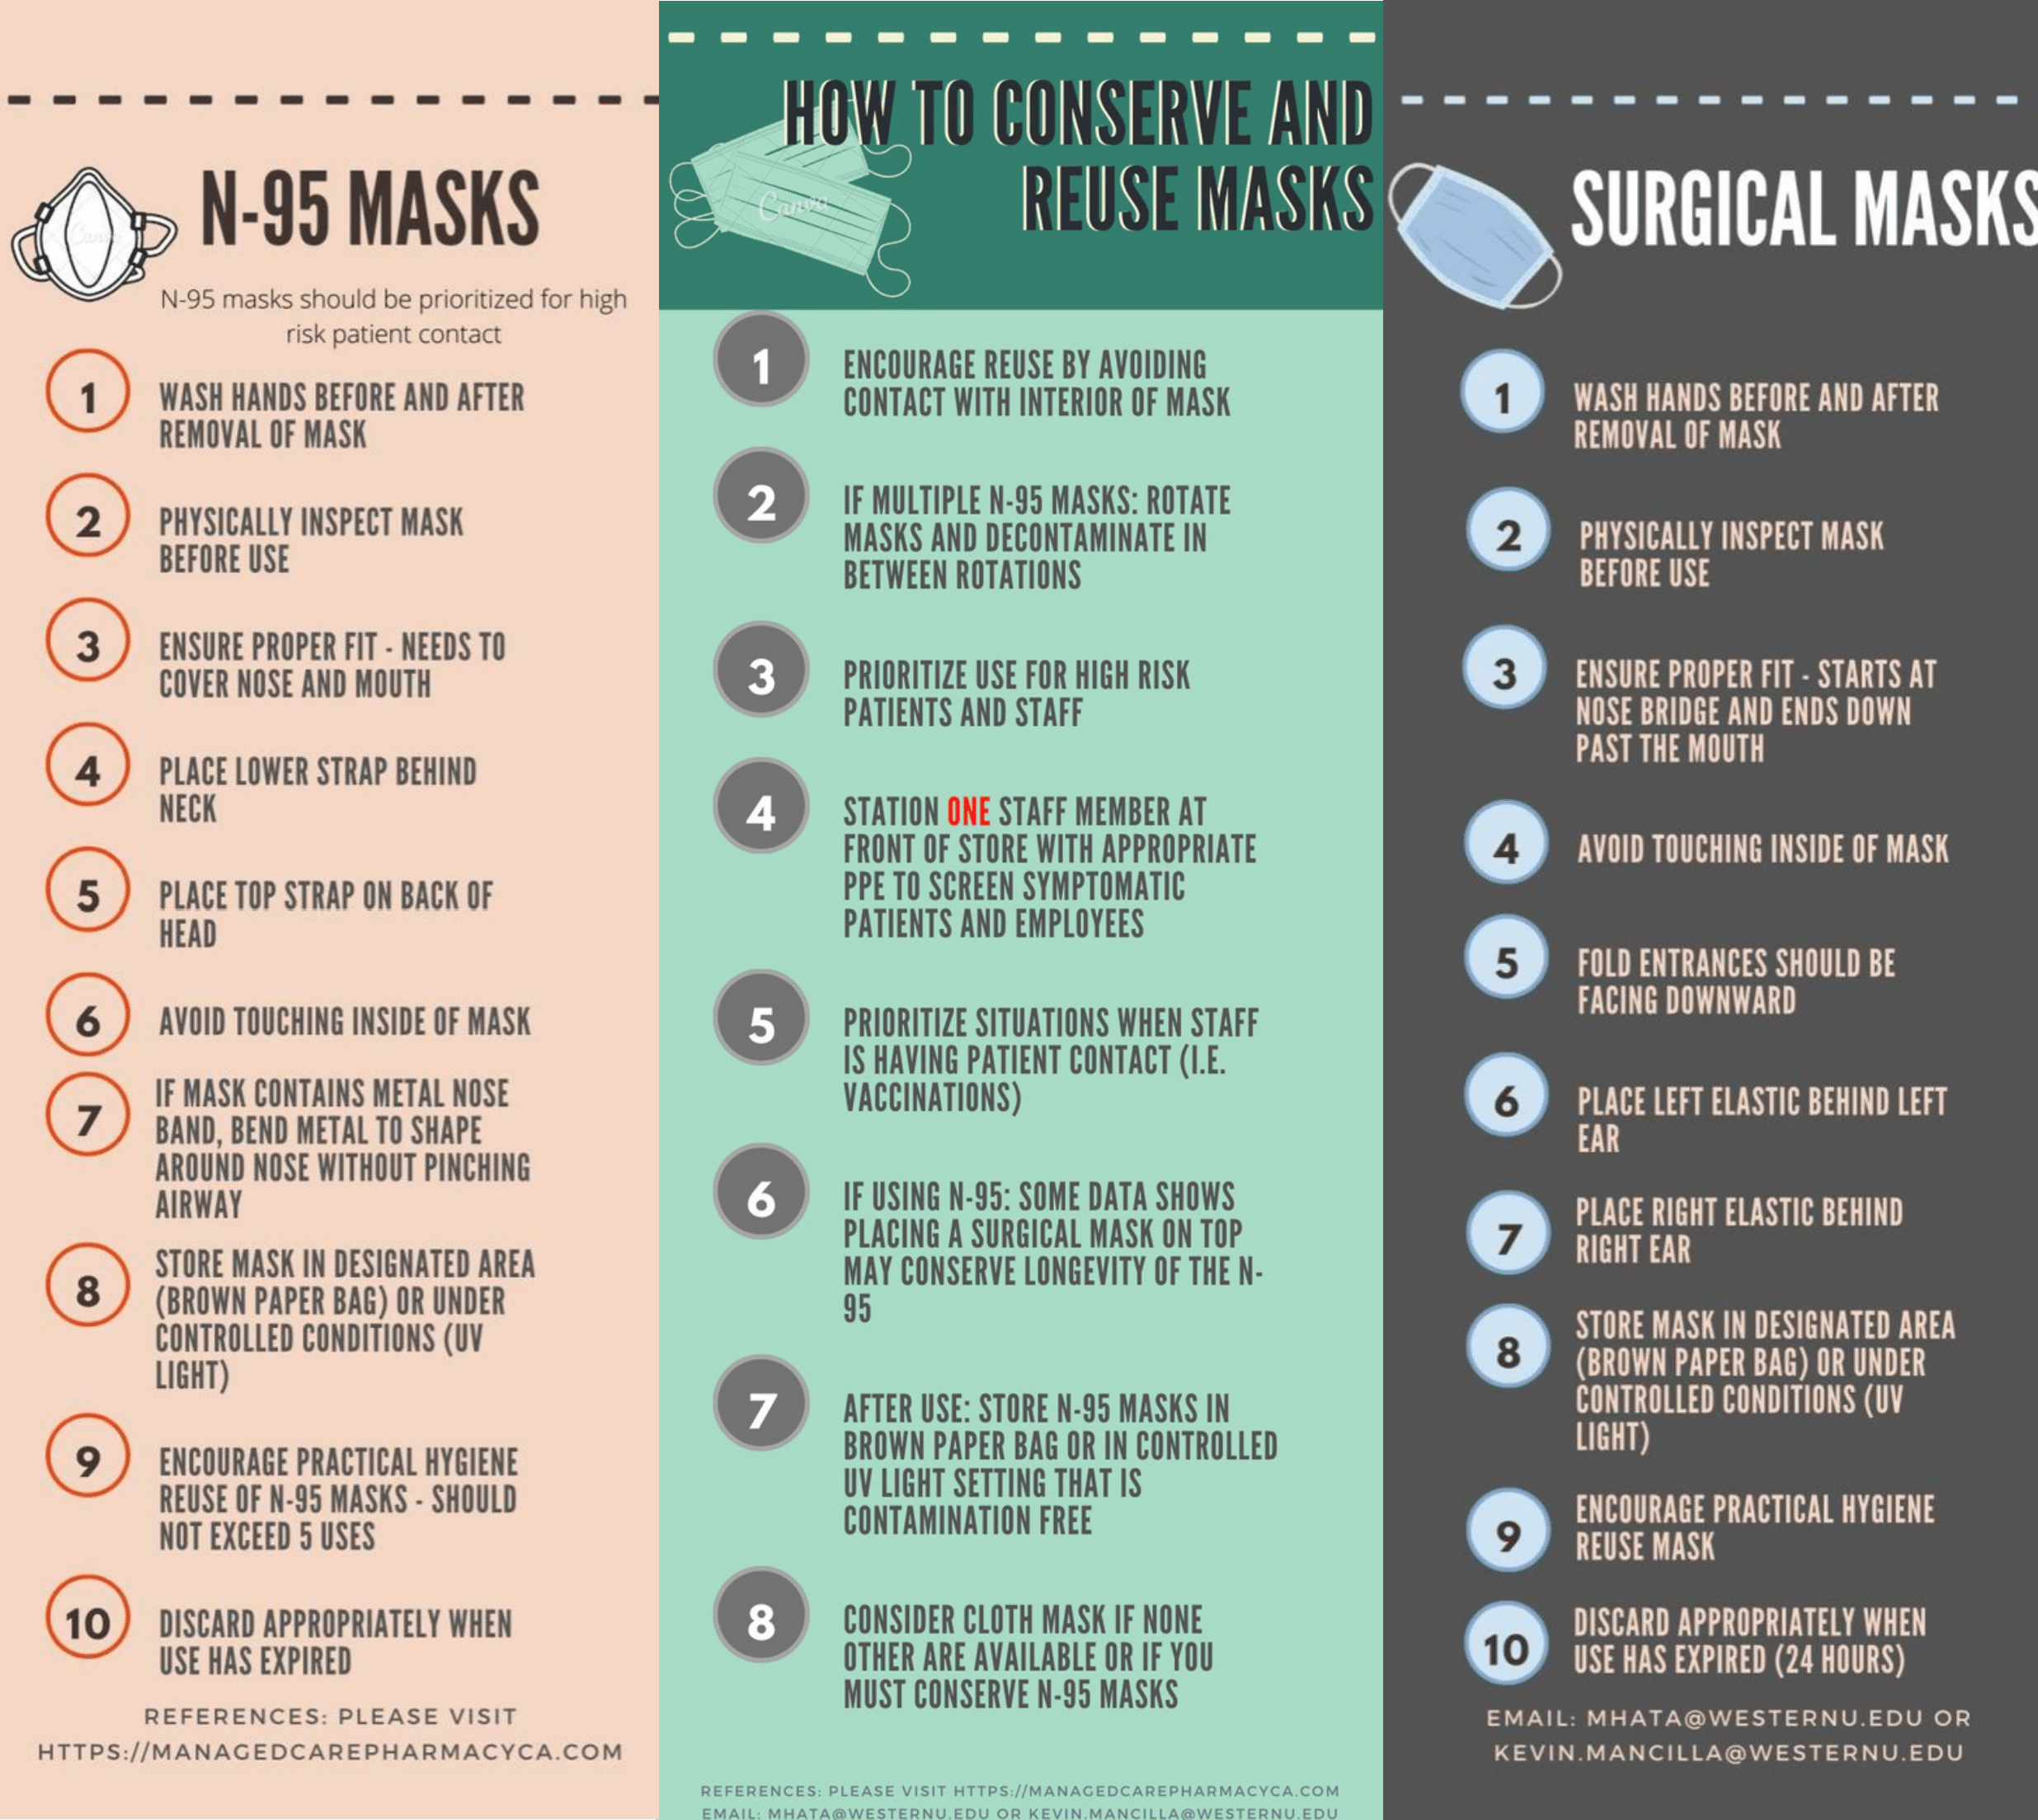 N-95 MASKS
N-95 masks should be prioritized for high
risk patient contact
1
WASH HANDS BEFORE AND AFTER
REMOVAL OF MASK
2
PHYSICALLY INSPECT MASK
BEFORE USE
3
ENSURE PROPER FIT - NEEDS TO
COVER NOSE AND MOUTH
4
PLACE LOWER STRAP BEHIND
NECK
5
PLACE TOP STRAP ON BACK OF
HEAD
6
AVOID TOUCHING INSIDE OF MASK
7
IF MASK CONTAINS METAL NOSE
BAND, BEND METAL TO SHAPE
AROUND NOSE WITHOUT PINCHING
AIRWAY
8
STORE MASK IN DESIGNATED AREA
(BROWN PAPER BAG) OR UNDER
CONTROLLED CONDITIONS (UV
LIGHT)
9
ENCOURAGE PRACTICAL HYGIENE
REUSE OF N-95 MASKS - SHOULD
NOT EXCEED 5 USES
10
DISCARD APPROPRIATELY WHEN
USE HAS EXPIRED
REFERENCES: PLEASE VISIT
HTTPS://MANAGEDCAREPHARMACYCA.COM
HOW TO CONSERVE AND
REUSE MASKS
Canva
1
ENCOURAGE REUSE BY AVOIDING
CONTACT WITH INTERIOR OF MASK
2
IF MULTIPLE N-95 MASKS: ROTATE
MASKS AND DECONTAMINATE IN
BETWEEN ROTATIONS
3
PRIORITIZE USE FOR HIGH RISK
PATIENTS AND STAFF
4
STATION ONE STAFF MEMBER AT
FRONT OF STORE WITH APPROPRIATE
PPE TO SCREEN SYMPTOMATIC
PATIENTS AND EMPLOYEES
5
PRIORITIZE SITUATIONS WHEN STAFF
IS HAVING PATIENT CONTACT (I.E.
VACCINATIONS)
6
IF USING N-95: SOME DATA SHOWS
PLACING A SURGICAL MASK ON TOP
MAY CONSERVE LONGEVITY OF THE N-
95
7
AFTER USE: STORE N-95 MASKS IN
BROWN PAPER BAG OR IN CONTROLLED
UV LIGHT SETTING THAT IS
CONTAMINATION FREE
8
CONSIDER CLOTH MASK IF NONE
OTHER ARE AVAILABLE OR IF YOU
MUST CONSERVE N-95 MASKS
REFERENCES: PLEASE VISIT HTTPS://MANAGEDCAREPHARMACYCA.COM
EMAIL: MHATA@WESTERNU.EDU OR KEVIN.MANCILLA@WESTERNU.EDU
SURGICAL MASKS
1
WASH HANDS BEFORE AND AFTER
REMOVAL OF MASK
2
PHYSICALLY INSPECT MASK
BEFORE USE
3
ENSURE PROPER FIT - STARTS AT
NOSE BRIDGE AND ENDS DOWN
PAST THE MOUTH
4
AVOID TOUCHING INSIDE OF MASK
5
FOLD ENTRANCES SHOULD BE
FACING DOWNWARD
6
PLACE LEFT ELASTIC BEHIND LEFT
EAR
7
PLACE RIGHT ELASTIC BEHIND
RIGHT EAR
8
STORE MASK IN DESIGNATED AREA
(BROWN PAPER BAG) OR UNDER
CONTROLLED CONDITIONS (UV
LIGHT)
9
ENCOURAGE PRACTICAL HYGIENE
REUSE MASK
10
DISCARD APPROPRIATELY WHEN
USE HAS EXPIRED (24 HOURS)
EMAIL: MHATA@WESTERNU.EDU OR
KEVIN.MANCILLA@WESTERNU.EDU